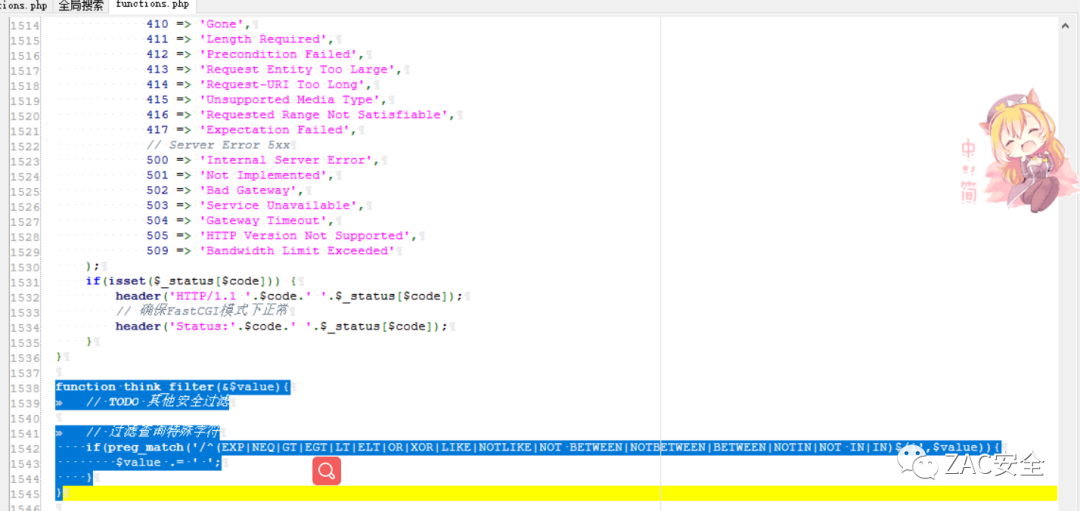 ions.php 全局搜索 functions.php
1514 410 => 'Gone',
1515 411 => 'Length Required',
1516 412 => 'Precondition Failed',
1517 413 => 'Request Entity Too Large',
1518 414 => 'Request-URI Too Long',
1519 415 => 'Unsupported Media Type',
1520 416 => 'Requested Range Not Satisfiable',
1521 417 => 'Expectation Failed',
1522 // Server Error 5xx
1523 500 => 'Internal Server Error',
1524 501 => 'Not Implemented',
1525 502 => 'Bad Gateway',
1526 503 => 'Service Unavailable',
1527 504 => 'Gateway Timeout',
1528 505 => 'HTTP Version Not Supported',
1529 509 => 'Bandwidth Limit Exceeded'
1530 );
1531 if(isset($_status[$code])) {
1532 header('HTTP/1.1 '.$code.' '.$_status[$code]);
1533 // 确保FastCGI模式下正常
1534 header('Status:'.$code.' '.$_status[$code]);
1535 }
1536 }
1537
1538 function think_filter(&$value){
1539 // TODO 其他安全过滤
1540
1541 // 过滤查询特殊字符
1542 if(preg_match('/^(EXP|NEQ|GT|EGT|LT|ELT|OR|XOR|LIKE|NOTLIKE|NOT BETWEEN|NOTBETWEEN|BETWEEN|NOTIN|NOT IN|IN)$/i',$value)){
1543 $value .= ' ';
1544 }
1545 }
1546
中
简
ZAC安全